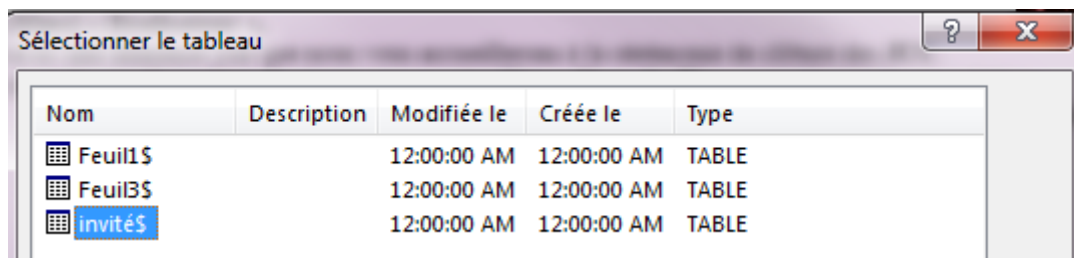 Sélectionner le tableau
Nom Description Modifiée le Créée le Type
Feuil1$ 12:00:00 AM 12:00:00 AM TABLE
Feuil3$ 12:00:00 AM 12:00:00 AM TABLE
invité$ 12:00:00 AM 12:00:00 AM TABLE